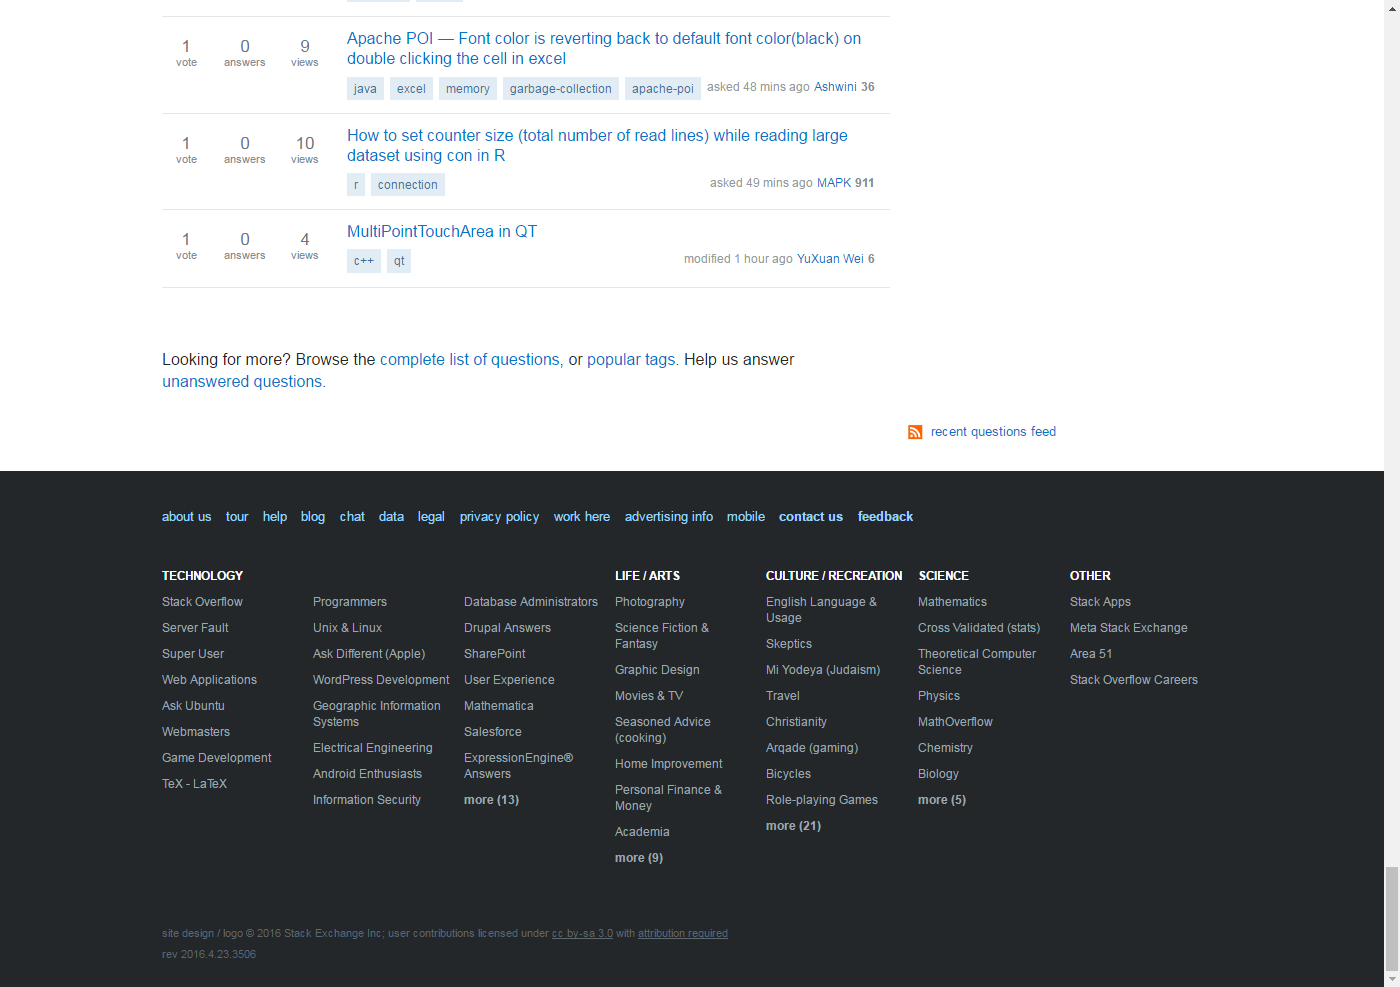 1 0 9
vote answers views
Apache POI — Font color is reverting back to default font color(black) on
double clicking the cell in excel
java excel memory garbage-collection apache-poi asked 48 mins ago Ashwini 36
1 0 10
vote answers views
How to set counter size (total number of read lines) while reading large
dataset using con in R
r connection asked 49 mins ago MAPK 911
1 0 4
vote answers views
MultiPointTouchArea in QT
c++ qt modified 1 hour ago YuXuan Wei 6
Looking for more? Browse the complete list of questions, or popular tags. Help us answer
unanswered questions.
recent questions feed
about us tour help blog chat data legal privacy policy work here advertising info mobile contact us feedback
TECHNOLOGY
Stack Overflow
Server Fault
Super User
Web Applications
Ask Ubuntu
Webmasters
Game Development
TeX - LaTeX
Programmers
Unix & Linux
Ask Different (Apple)
WordPress Development
Geographic Information
Systems
Electrical Engineering
Android Enthusiasts
Information Security
Database Administrators
Drupal Answers
SharePoint
User Experience
Mathematica
Salesforce
ExpressionEngine®
Answers
more (13)
LIFE / ARTS
Photography
Science Fiction &
Fantasy
Graphic Design
Movies & TV
Seasoned Advice
(cooking)
Home Improvement
Personal Finance &
Money
Academia
more (9)
CULTURE / RECREATION
English Language &
Usage
Skeptics
Mi Yodeya (Judaism)
Travel
Christianity
Arqade (gaming)
Bicycles
Role-playing Games
more (21)
SCIENCE
Mathematics
Cross Validated (stats)
Theoretical Computer
Science
Physics
MathOverflow
Chemistry
Biology
more (5)
OTHER
Stack Apps
Meta Stack Exchange
Area 51
Stack Overflow Careers
site design / logo © 2016 Stack Exchange Inc; user contributions licensed under cc by-sa 3.0 with attribution required
rev 2016.4.23.3506